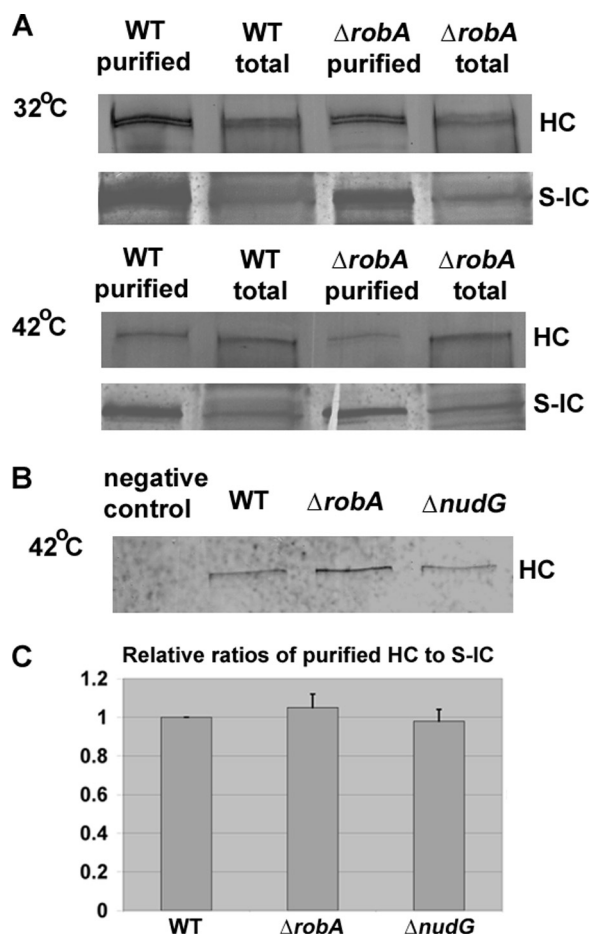 A
WT purified
WT total
ΔrobA purified
ΔrobA total
32°C
HC
S-IC
WT purified
WT total
ΔrobA purified
ΔrobA total
42°C
HC
S-IC
B
negative control
WT
ΔrobA
ΔnudG
42°C
HC
C
Relative ratios of purified HC to S-IC
1.2
1
0.8
0.6
0.4
0.2
0
WT
ΔrobA
ΔnudG